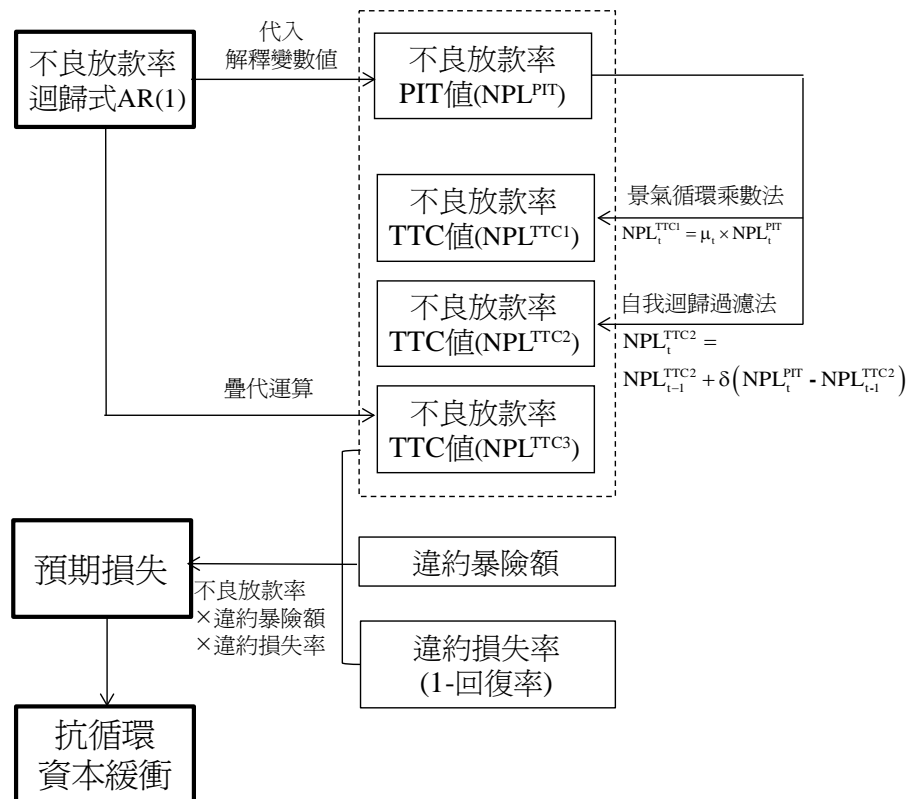 不良放款率
迴歸式AR(1)
代入
解釋變數值
不良放款率
PIT值(NPL^PIT)
不良放款率
TTC值(NPL^TTC1)
景氣循環乘數法
NPL_t^TTC1 = μ_t × NPL_t^PIT
不良放款率
TTC值(NPL^TTC2)
自我迴歸過濾法
NPL_t^TTC2 =
NPL_t−1^TTC2 + δ(NPL_t^PIT - NPL_t-1^TTC2)
疊代運算
不良放款率
TTC值(NPL^TTC3)
預期損失
不良放款率
×違約暴險額
×違約損失率
違約暴險額
違約損失率
(1-回復率)
抗循環
資本緩衝